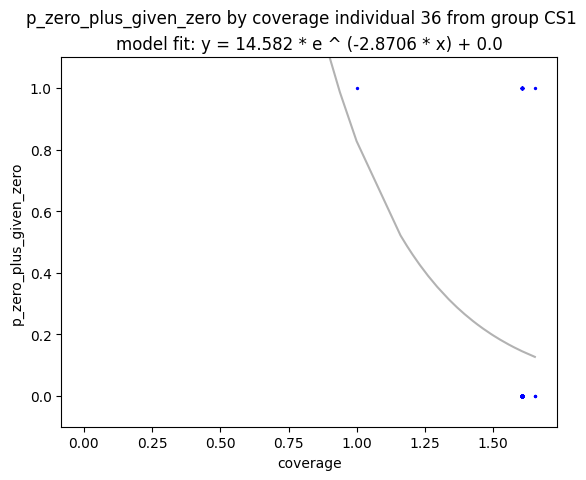 p_zero_plus_given_zero by coverage individual 36 from group CS1
model fit: y = 14.582 * e ^ (-2.8706 * x) + 0.0
1.0
0.8
0.6
0.4
0.2
0.0
p_zero_plus_given_zero
0.00 0.25 0.50 0.75 1.00 1.25 1.50
coverage